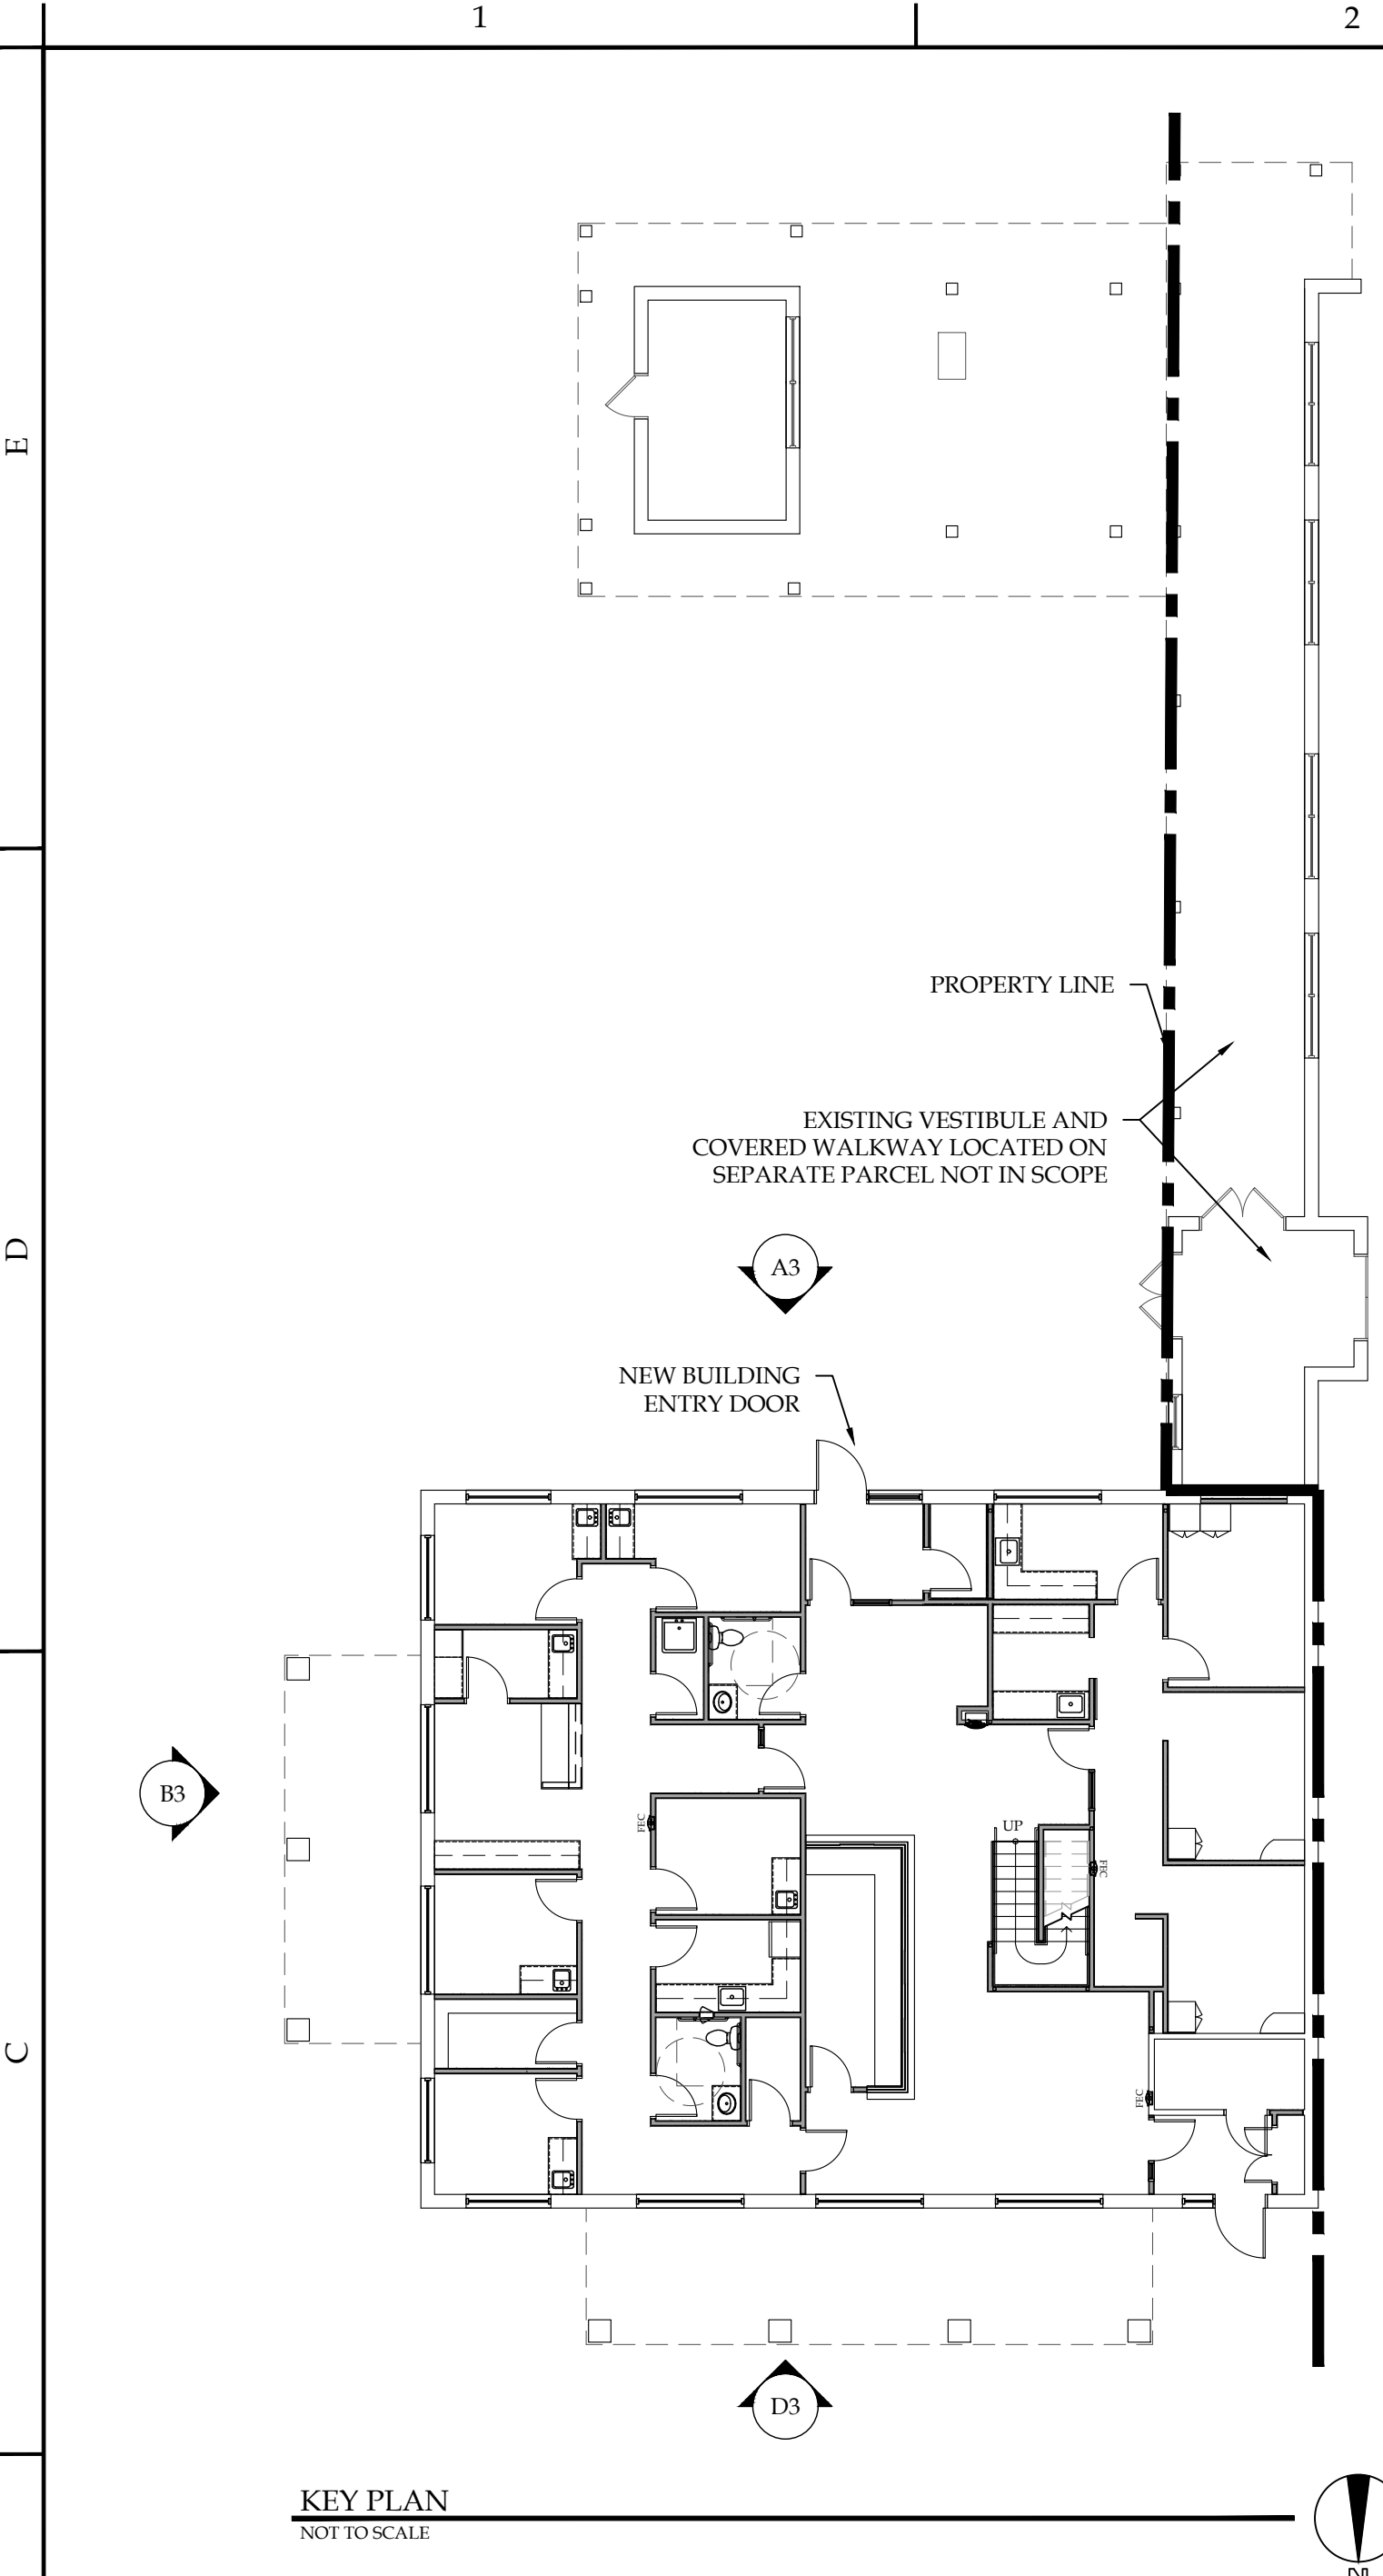 1
2
E
PROPERTY LINE
EXISTING VESTIBULE AND
COVERED WALKWAY LOCATED ON
SEPARATE PARCEL NOT IN SCOPE
D
A3
NEW BUILDING
ENTRY DOOR
B3
FEC
UP
FEC
C
FEC
D3
KEY PLAN
NOT TO SCALE
N